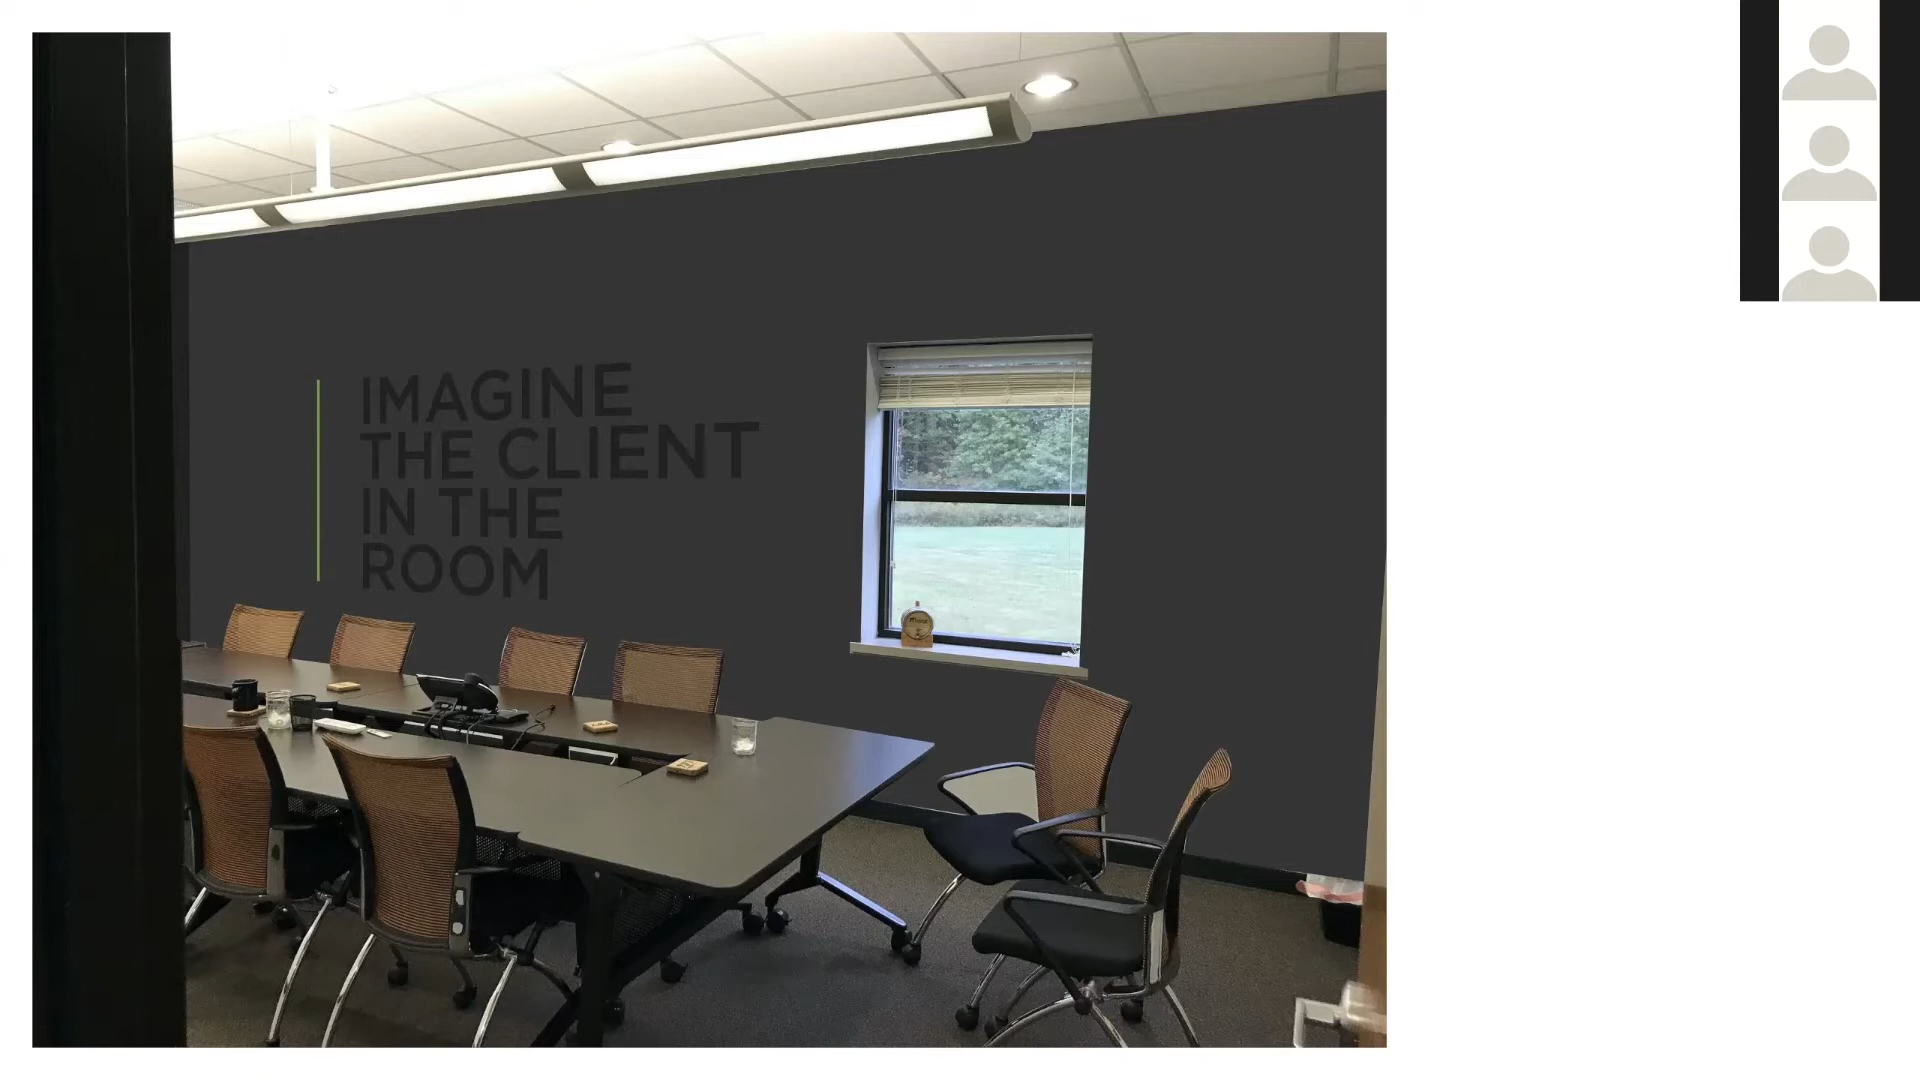 IMAGINE
THE CLIENT
IN THE
ROOM